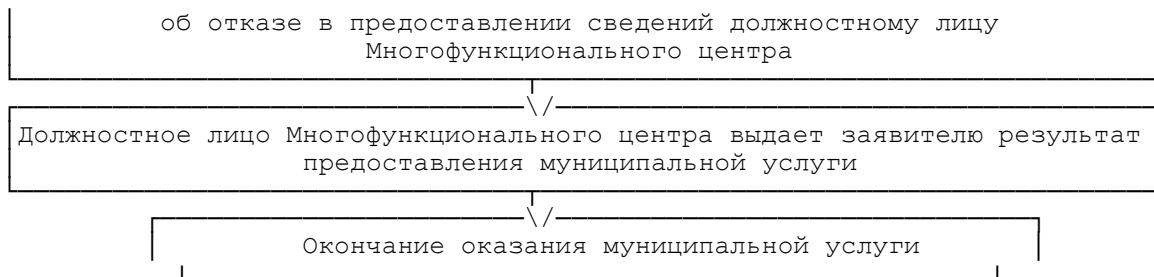 об отказе в предоставлении сведений должностному лицу
Многофункционального центра
\/
Должностное лицо Многофункционального центра выдает заявителю результат
предоставления муниципальной услуги
\/
Окончание оказания муниципальной услуги